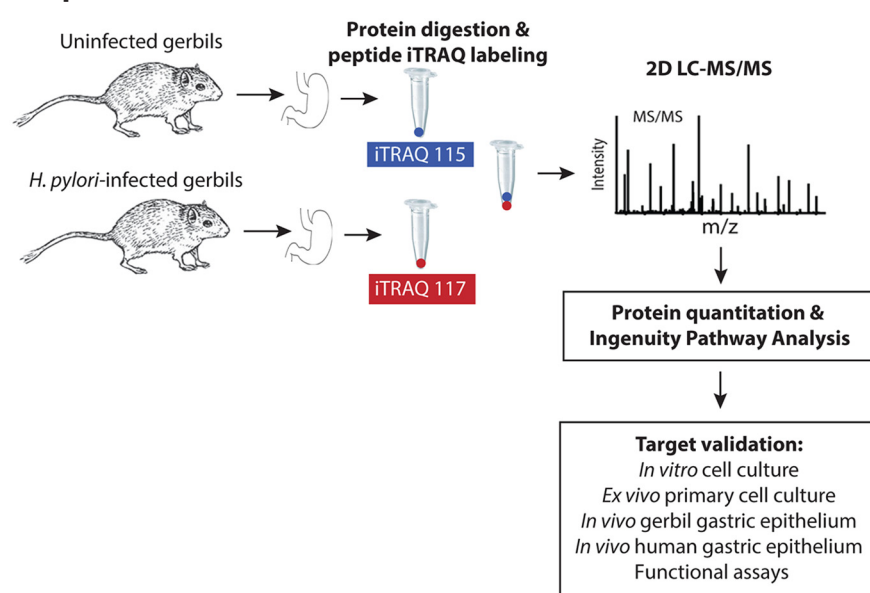 Uninfected gerbils
Protein digestion &
peptide iTRAQ labeling
iTRAQ 115
H. pylori-infected gerbils
iTRAQ 117
2D LC-MS/MS
MS/MS
Intensity
m/z
Protein quantitation &
Ingenuity Pathway Analysis
Target validation:
In vitro cell culture
Ex vivo primary cell culture
In vivo gerbil gastric epithelium
In vivo human gastric epithelium
Functional assays